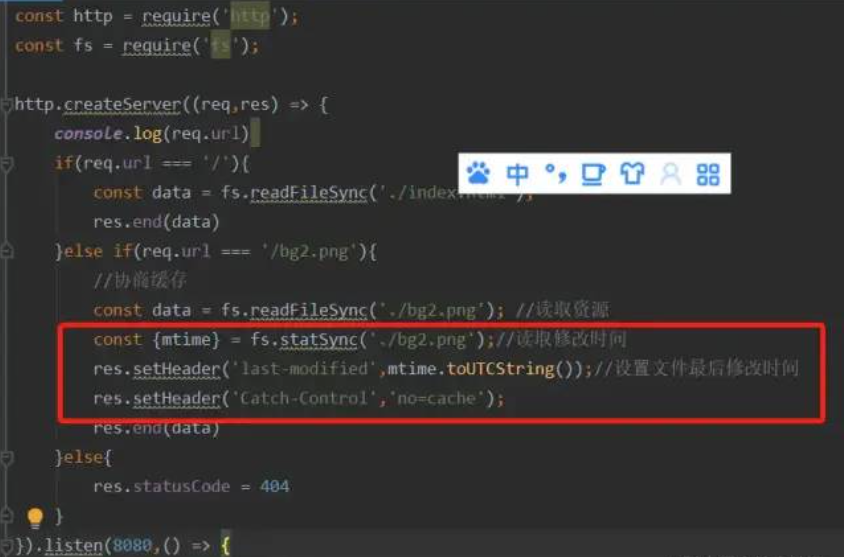 const http = require('http');
const fs = require('fs');
http.createServer((req,res) => {
console.log(req.url)
if(req.url === '/'){
中
const data = fs.readFileSync('./index.html');
res.end(data)
}else if(req.url === '/bg2.png'){
//协商缓存
const data = fs.readFileSync('./bg2.png'); //读取资源
const {mtime} = fs.statSync('./bg2.png');//读取修改时间
res.setHeader('last-modified',mtime.toUTCString());//设置文件最后修改时间
res.setHeader('Catch-Control','no=cache');
res.end(data)
}else{
res.statusCode = 404
}
}).listen(8080,() => {